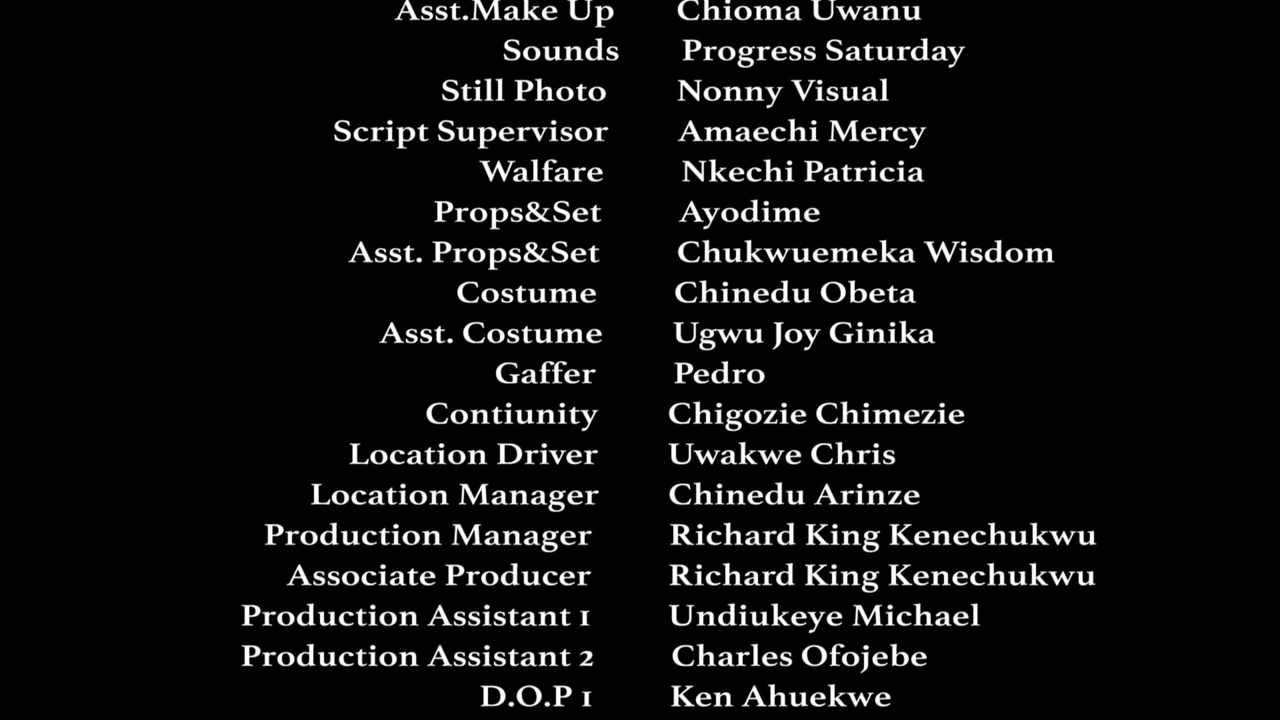 Asst.Make Up Chioma Uwanu
Sounds Progress Saturday
Still Photo Nonny Visual
Script Supervisor Amaechi Mercy
Walfare Nkechi Patricia
Props&Set Ayodime
Asst. Props&Set Chukwuemeka Wisdom
Costume Chinedu Obeta
Asst. Costume Ugwu Joy Ginika
Gaffer Pedro
Contiunity Chigozie Chimezie
Location Driver Uwakwe Chris
Location Manager Chinedu Arinze
Production Manager Richard King Kenechukwu
Associate Producer Richard King Kenechukwu
Production Assistant 1 Undiukeye Michael
Production Assistant 2 Charles Ofojebe
D.O.P 1 Ken Ahuekwe